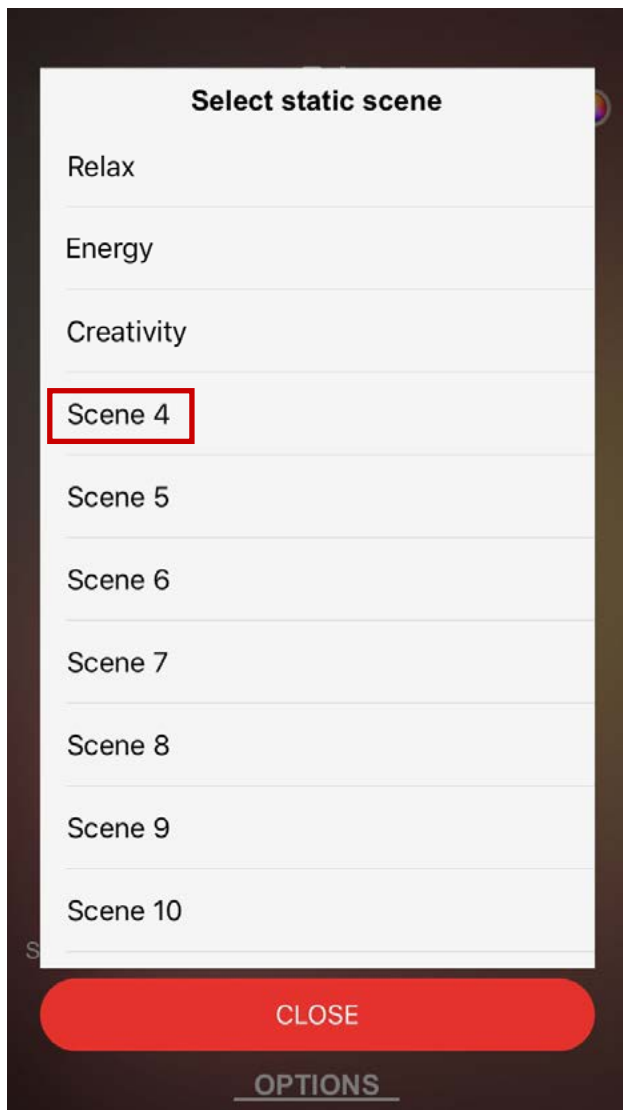 Select static scene
Relax
Energy
Creativity
Scene 4
Scene 5
Scene 6
Scene 7
Scene 8
Scene 9
Scene 10
S
CLOSE
OPTIONS